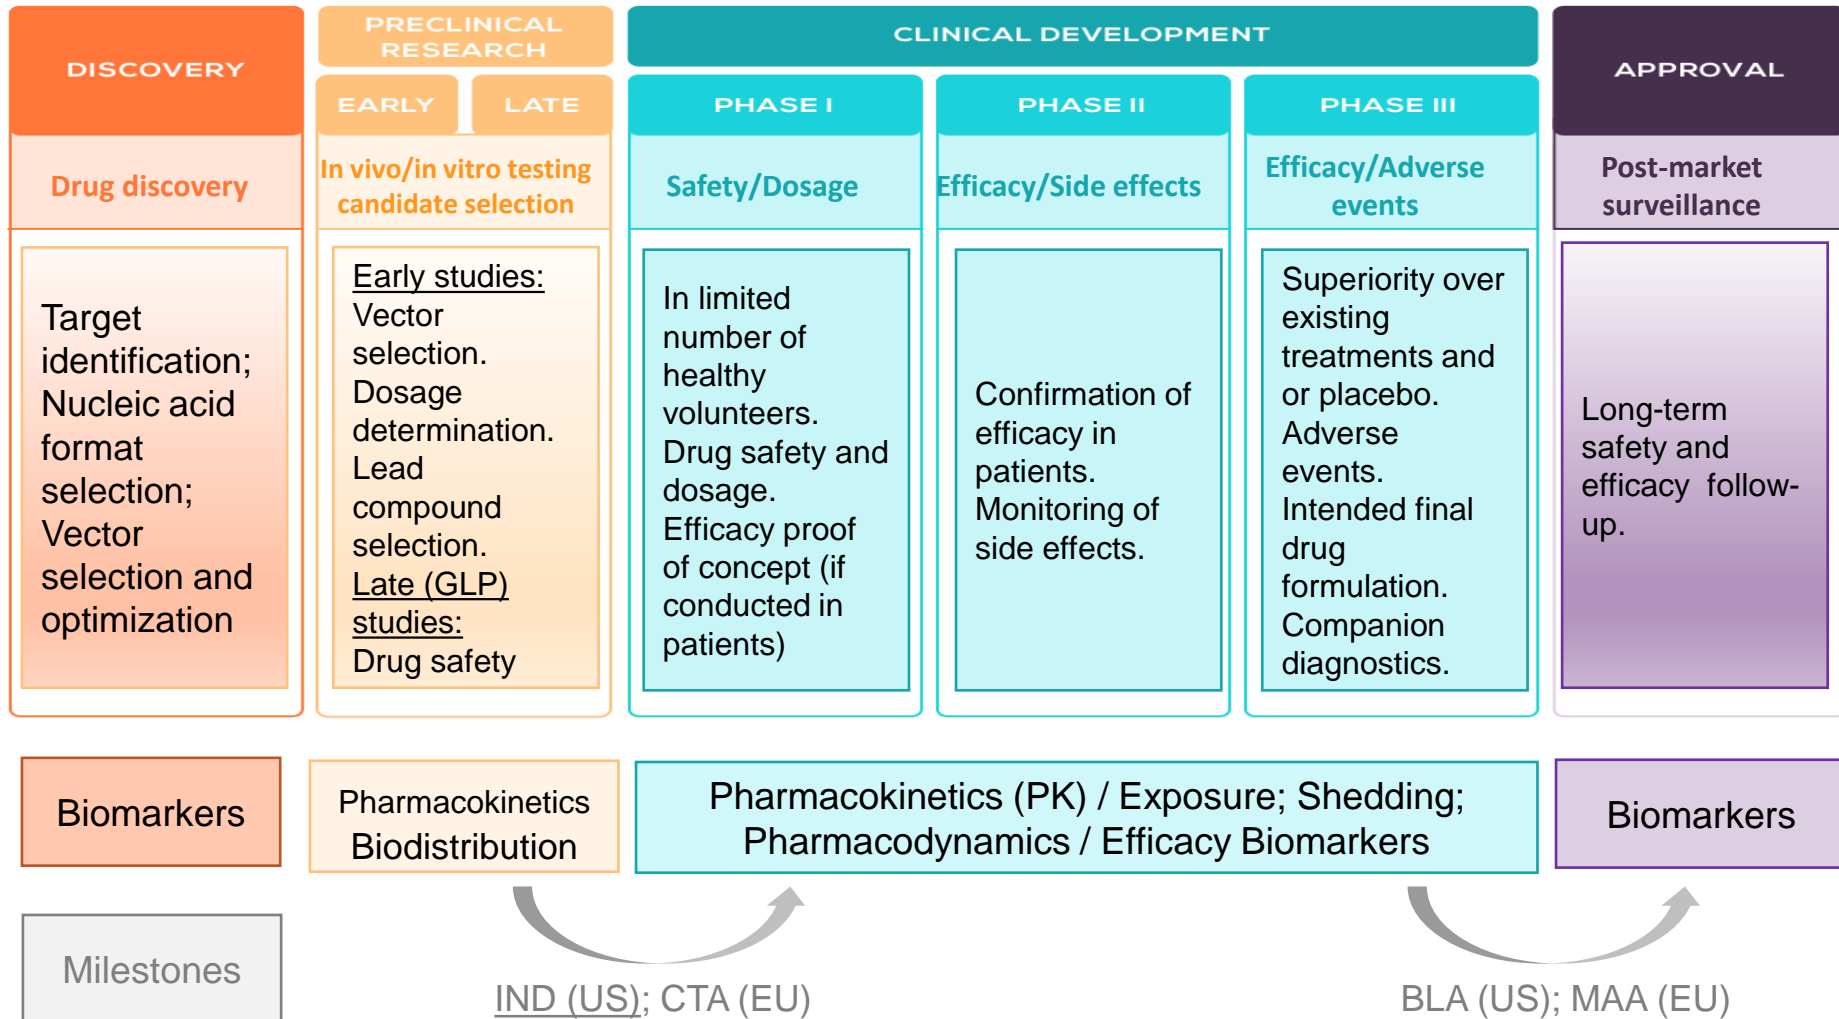 DISCOVERY
Drug discovery
Target
identification;
Nucleic acid
format
selection;
Vector
selection and
optimization
PRECLINICAL
RESEARCH
EARLY
LATE
In vivo/in vitro testing
candidate selection
Early studies:
Vector
selection.
Dosage
determination.
Lead
compound
selection.
Late (GLP)
studies:
Drug safety
CLINICAL DEVELOPMENT
PHASE I
Safety/Dosage
In limited
number of
healthy
volunteers.
Drug safety and
dosage.
Efficacy proof
of concept (if
conducted in
patients)
PHASE II
Efficacy/Side effects
Confirmation of
efficacy in
patients.
Monitoring of
side effects.
PHASE III
Efficacy/Adverse
events
Superiority over
existing
treatments and
or placebo.
Adverse
events.
Intended final
drug
formulation.
Companion
diagnostics.
APPROVAL
Post-market
surveillance
Long-term
safety and
efficacy follow-
up.
Biomarkers
Pharmacokinetics
Biodistribution
Pharmacokinetics (PK) / Exposure; Shedding;
Pharmacodynamics / Efficacy Biomarkers
Biomarkers
Milestones
IND (US); CTA (EU)
BLA (US); MAA (EU)